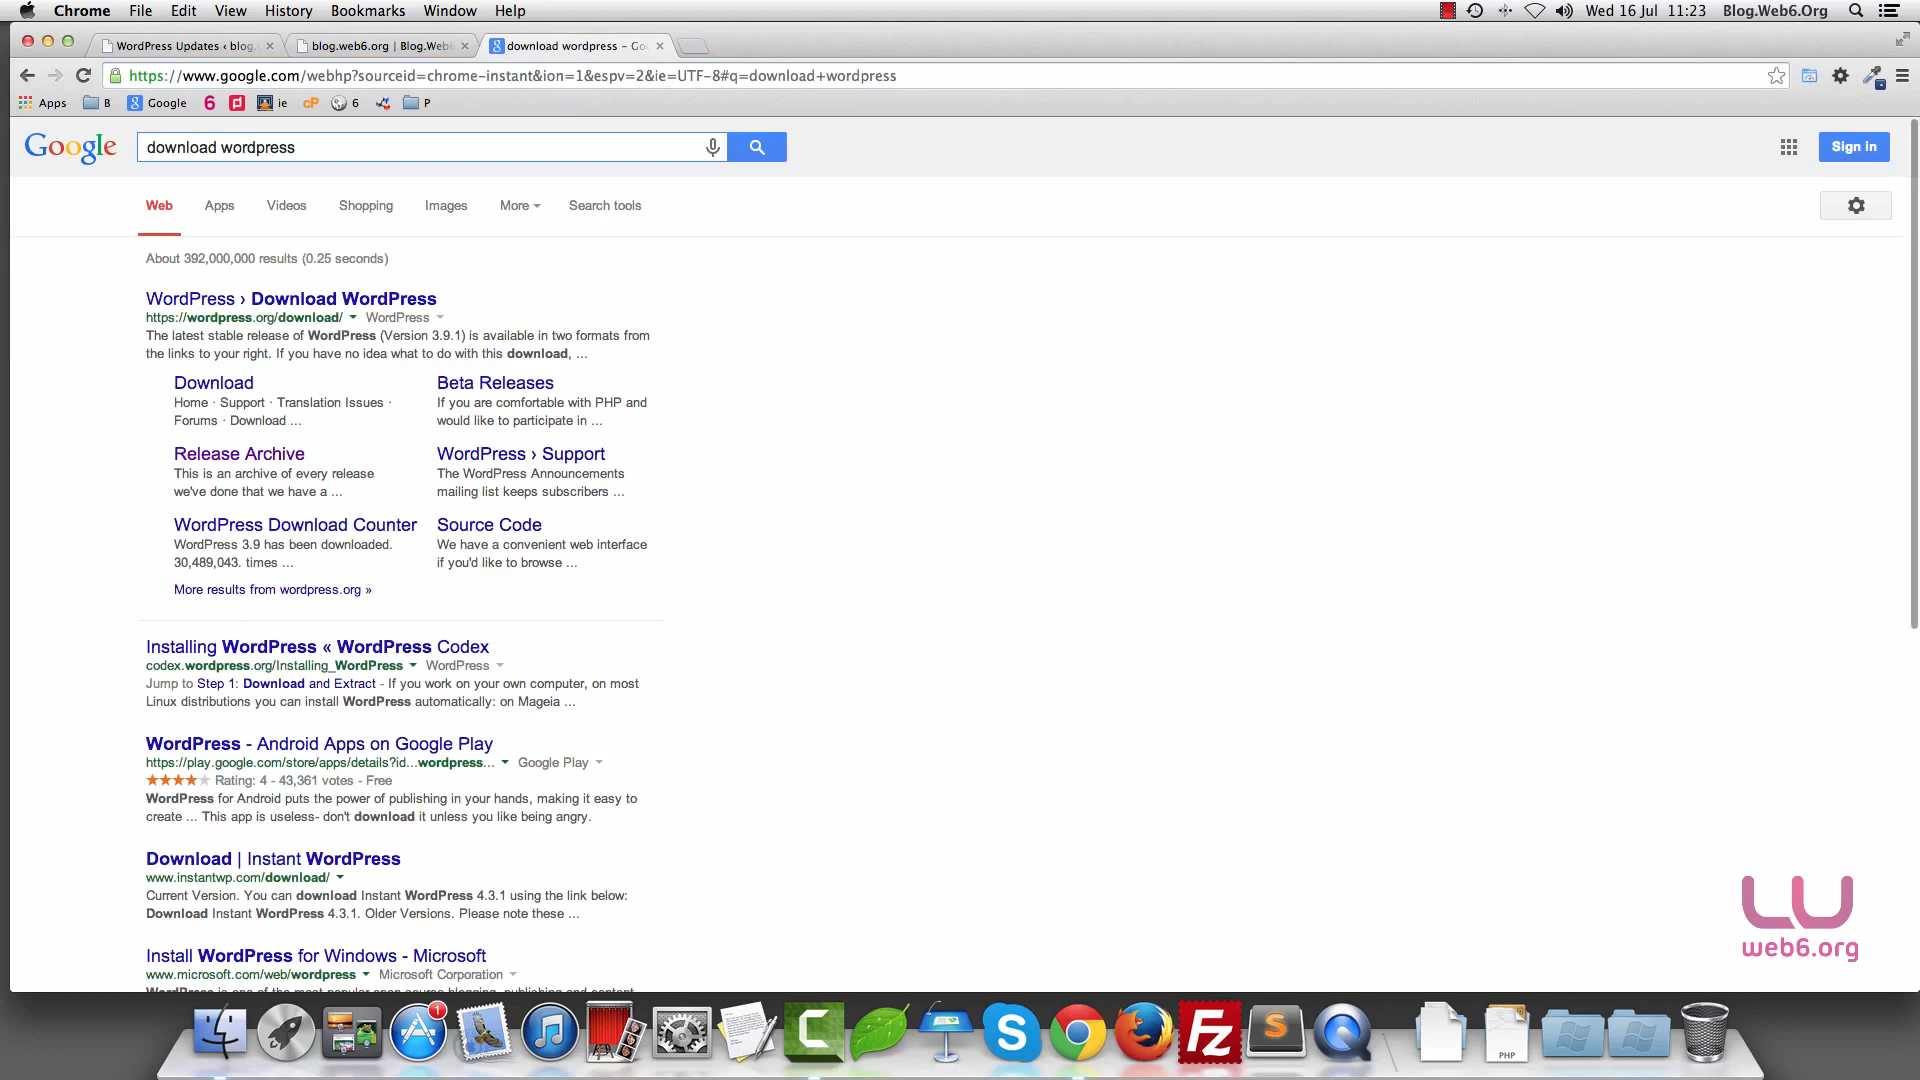 Chrome File Edit View History Bookmarks Window Help Wed 16 Jul 11:23 Blog.Web6.Org
WordPress Updates ‹ blog. blog.web6.org | Blog.Web6 download wordpress - Go
https://www.google.com/webhp?sourceid=chrome-instant&ion=1&espv=2&ie=UTF-8#q=download+wordpress
Apps B Google 6 ie cP 6 P
Google download wordpress Sign in
Web Apps Videos Shopping Images More Search tools
About 392,000,000 results (0.25 seconds)
WordPress › Download WordPress
https://wordpress.org/download/ WordPress
The latest stable release of WordPress (Version 3.9.1) is available in two formats from
the links to your right. If you have no idea what to do with this download, ...
Download
Home · Support · Translation Issues ·
Forums · Download ...
Beta Releases
If you are comfortable with PHP and
would like to participate in ...
Release Archive
This is an archive of every release
we've done that we have a ...
WordPress › Support
The WordPress Announcements
mailing list keeps subscribers ...
WordPress Download Counter
WordPress 3.9 has been downloaded.
30,489,043. times ...
Source Code
We have a convenient web interface
if you'd like to browse ...
More results from wordpress.org »
Installing WordPress « WordPress Codex
codex.wordpress.org/Installing_WordPress WordPress
Jump to Step 1: Download and Extract - If you work on your own computer, on most
Linux distributions you can install WordPress automatically: on Mageia ...
WordPress - Android Apps on Google Play
https://play.google.com/store/apps/details?id...wordpress... Google Play
Rating: 4 - 43,361 votes - Free
WordPress for Android puts the power of publishing in your hands, making it easy to
create ... This app is useless- don't download it unless you like being angry.
Download | Instant WordPress
www.instantwp.com/download/
Current Version. You can download Instant WordPress 4.3.1 using the link below:
Download Instant WordPress 4.3.1. Older Versions. Please note these ...
Install WordPress for Windows - Microsoft
www.microsoft.com/web/wordpress Microsoft Corporation
WordPress is one of the most popular open source blogging, publishing and content
web6.org
1
C
S
Fz
S
PHP